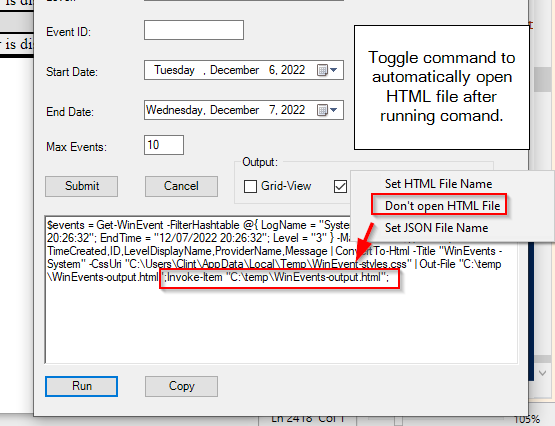 r is dis
Event ID:
Toggle command to
automatically open
HTML file after
running comand.
Start Date:
Tuesday , December 6, 2022
End Date:
Wednesday, December 7, 2022
Max Events:
10
Output:
Submit
Cancel
Grid-View
Set HTML File Name
Don't open HTML File
Set JSON File Name
$events = Get-WinEvent -FilterHashtable @{ LogName = "Syste
20:26:32"; EndTime = "12/07/2022 20:26:32"; Level = "3" } -Ma
TimeCreated,ID,LevelDisplayName,ProviderName,Message | ConvertTo-Html -Title "WinEvents -
System" -CssUri "C:\Users\Clint\AppData\Local\Temp\WinEvent-styles.css" | Out-File "C:\temp
\WinEvents-output.html";Invoke-Item "C:\temp\WinEvents-output.html";
Run
Copy
Ln 2418 Col 1
105%